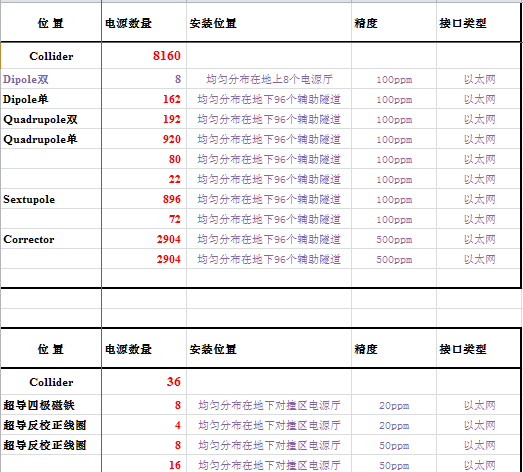 位 置 电源数量 安装位置 精度 接口类型
Collider 8160
Dipole双 8 均匀分布在地上8个电源厅 100ppm 以太网
Dipole单 162 均匀分布在地下96个辅助隧道 100ppm 以太网
Quadrupole双 192 均匀分布在地下96个辅助隧道 100ppm 以太网
Quadrupole单 920 均匀分布在地下96个辅助隧道 100ppm 以太网
80 均匀分布在地下96个辅助隧道 100ppm 以太网
22 均匀分布在地下96个辅助隧道 100ppm 以太网
Sextupole 896 均匀分布在地下96个辅助隧道 100ppm 以太网
72 均匀分布在地下96个辅助隧道 100ppm 以太网
Corrector 2904 均匀分布在地下96个辅助隧道 500ppm 以太网
2904 均匀分布在地下96个辅助隧道 500ppm 以太网
位 置 电源数量 安装位置 精度 接口类型
Collider 36
超导四极磁铁 8 均匀分布在地下对撞区电源厅 20ppm 以太网
超导反校正线圈 4 均匀分布在地下对撞区电源厅 20ppm 以太网
超导反校正线圈 8 均匀分布在地下对撞区电源厅 50ppm 以太网
16 均匀分布在地下对撞区电源厅 50ppm 以太网